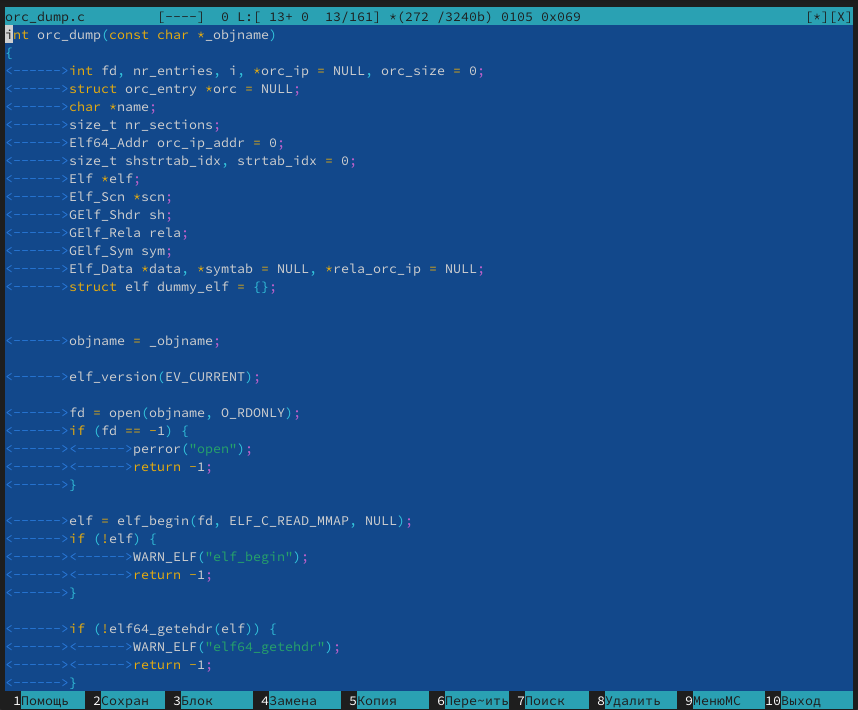 orc_dump.c         [----]  0 L:[ 13+ 0  13/161] *(272 /3240b) 0105 0x069                            [*][X]
int orc_dump(const char *_objname)
{
<------>int fd, nr_entries, i, *orc_ip = NULL, orc_size = 0;
<------>struct orc_entry *orc = NULL;
<------>char *name;
<------>size_t nr_sections;
<------>Elf64_Addr orc_ip_addr = 0;
<------>size_t shstrtab_idx, strtab_idx = 0;
<------>Elf *elf;
<------>Elf_Scn *scn;
<------>GElf_Shdr sh;
<------>GElf_Rela rela;
<------>GElf_Sym sym;
<------>Elf_Data *data, *symtab = NULL, *rela_orc_ip = NULL;
<------>struct elf dummy_elf = {};
<------>objname = _objname;
<------>elf_version(EV_CURRENT);
<------>fd = open(objname, O_RDONLY);
<------>if (fd == -1) {
<------><------>perror("open");
<------><------>return -1;
<------>}
<------>elf = elf_begin(fd, ELF_C_READ_MMAP, NULL);
<------>if (!elf) {
<------><------>WARN_ELF("elf_begin");
<------><------>return -1;
<------>}
<------>if (!elf64_getehdr(elf)) {
<------><------>WARN_ELF("elf64_getehdr");
<------><------>return -1;
<------>}
1Помощь 2Сохран 3Блок 4Замена 5Копия 6Пере~ить 7Поиск 8Удалить 9МенюMC 10Выход